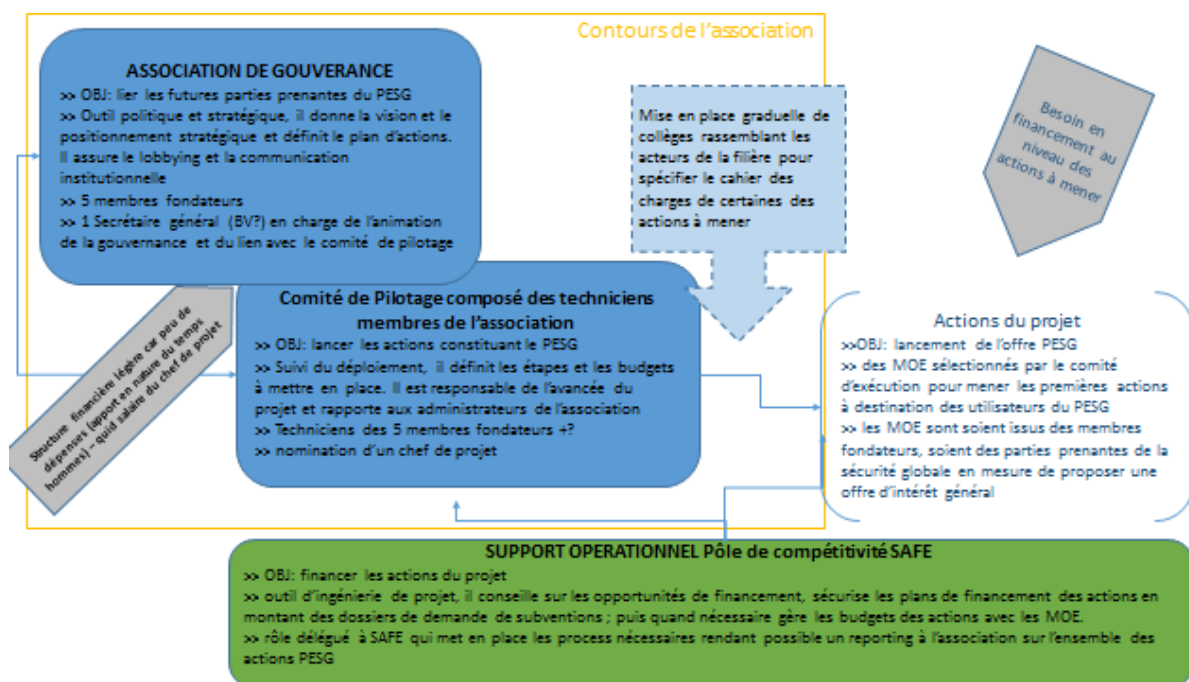 Contours de l'association
ASSOCIATION DE GOUVERANCE
>> OBJ: lier les futures parties prenantes du PESG
>> Outil politique et stratégique, il donne la vision et le
positionnement stratégique et définit le plan d'actions.
Il assure le lobbying et la communication
institutionnelle
>> 5 membres fondateurs
>> 1 Secrétaire général (BV?) en charge de l'animation
de la gouvernance et du lien avec le comité de pilotage
Mise en place graduelle de
collèges rassemblant les
acteurs de la filière pour
spécifier le cahier des
charges de certaines des
actions à mener
Besoin en
financement au
niveau des
actions à mener
Structure financière légère car peu de
dépenses (apport en nature du temps
hommes) – quid salaire du chef de projet
Comité de Pilotage composé des techniciens
membres de l'association
>> OBJ: lancer les actions constituant le PESG
>> Suivi du déploiement, il définit les étapes et les budgets
à mettre en place. Il est responsable de l'avancée du
projet et rapporte aux administrateurs de l'association
>> Techniciens des 5 membres fondateurs +?
>> nomination d'un chef de projet
Actions du projet
>>OBJ: lancement de l'offre PESG
>> des MOE sélectionnés par le comité
d'exécution pour mener les premières actions
à destination des utilisateurs du PESG
>> les MOE sont soient issus des membres
fondateurs, soient des parties prenantes de la
sécurité globale en mesure de proposer une
offre d'intérêt général
SUPPORT OPERATIONNEL Pôle de compétitivité SAFE
>> OBJ: financer les actions du projet
>> outil d'ingénierie de projet, il conseille sur les opportunités de financement, sécurise les plans de financement des actions en
montant des dossiers de demande de subventions ; puis quand nécessaire gère les budgets des actions avec les MOE.
>> rôle délégué à SAFE qui met en place les process nécessaires rendant possible un reporting à l'association sur l'ensemble des
actions PESG